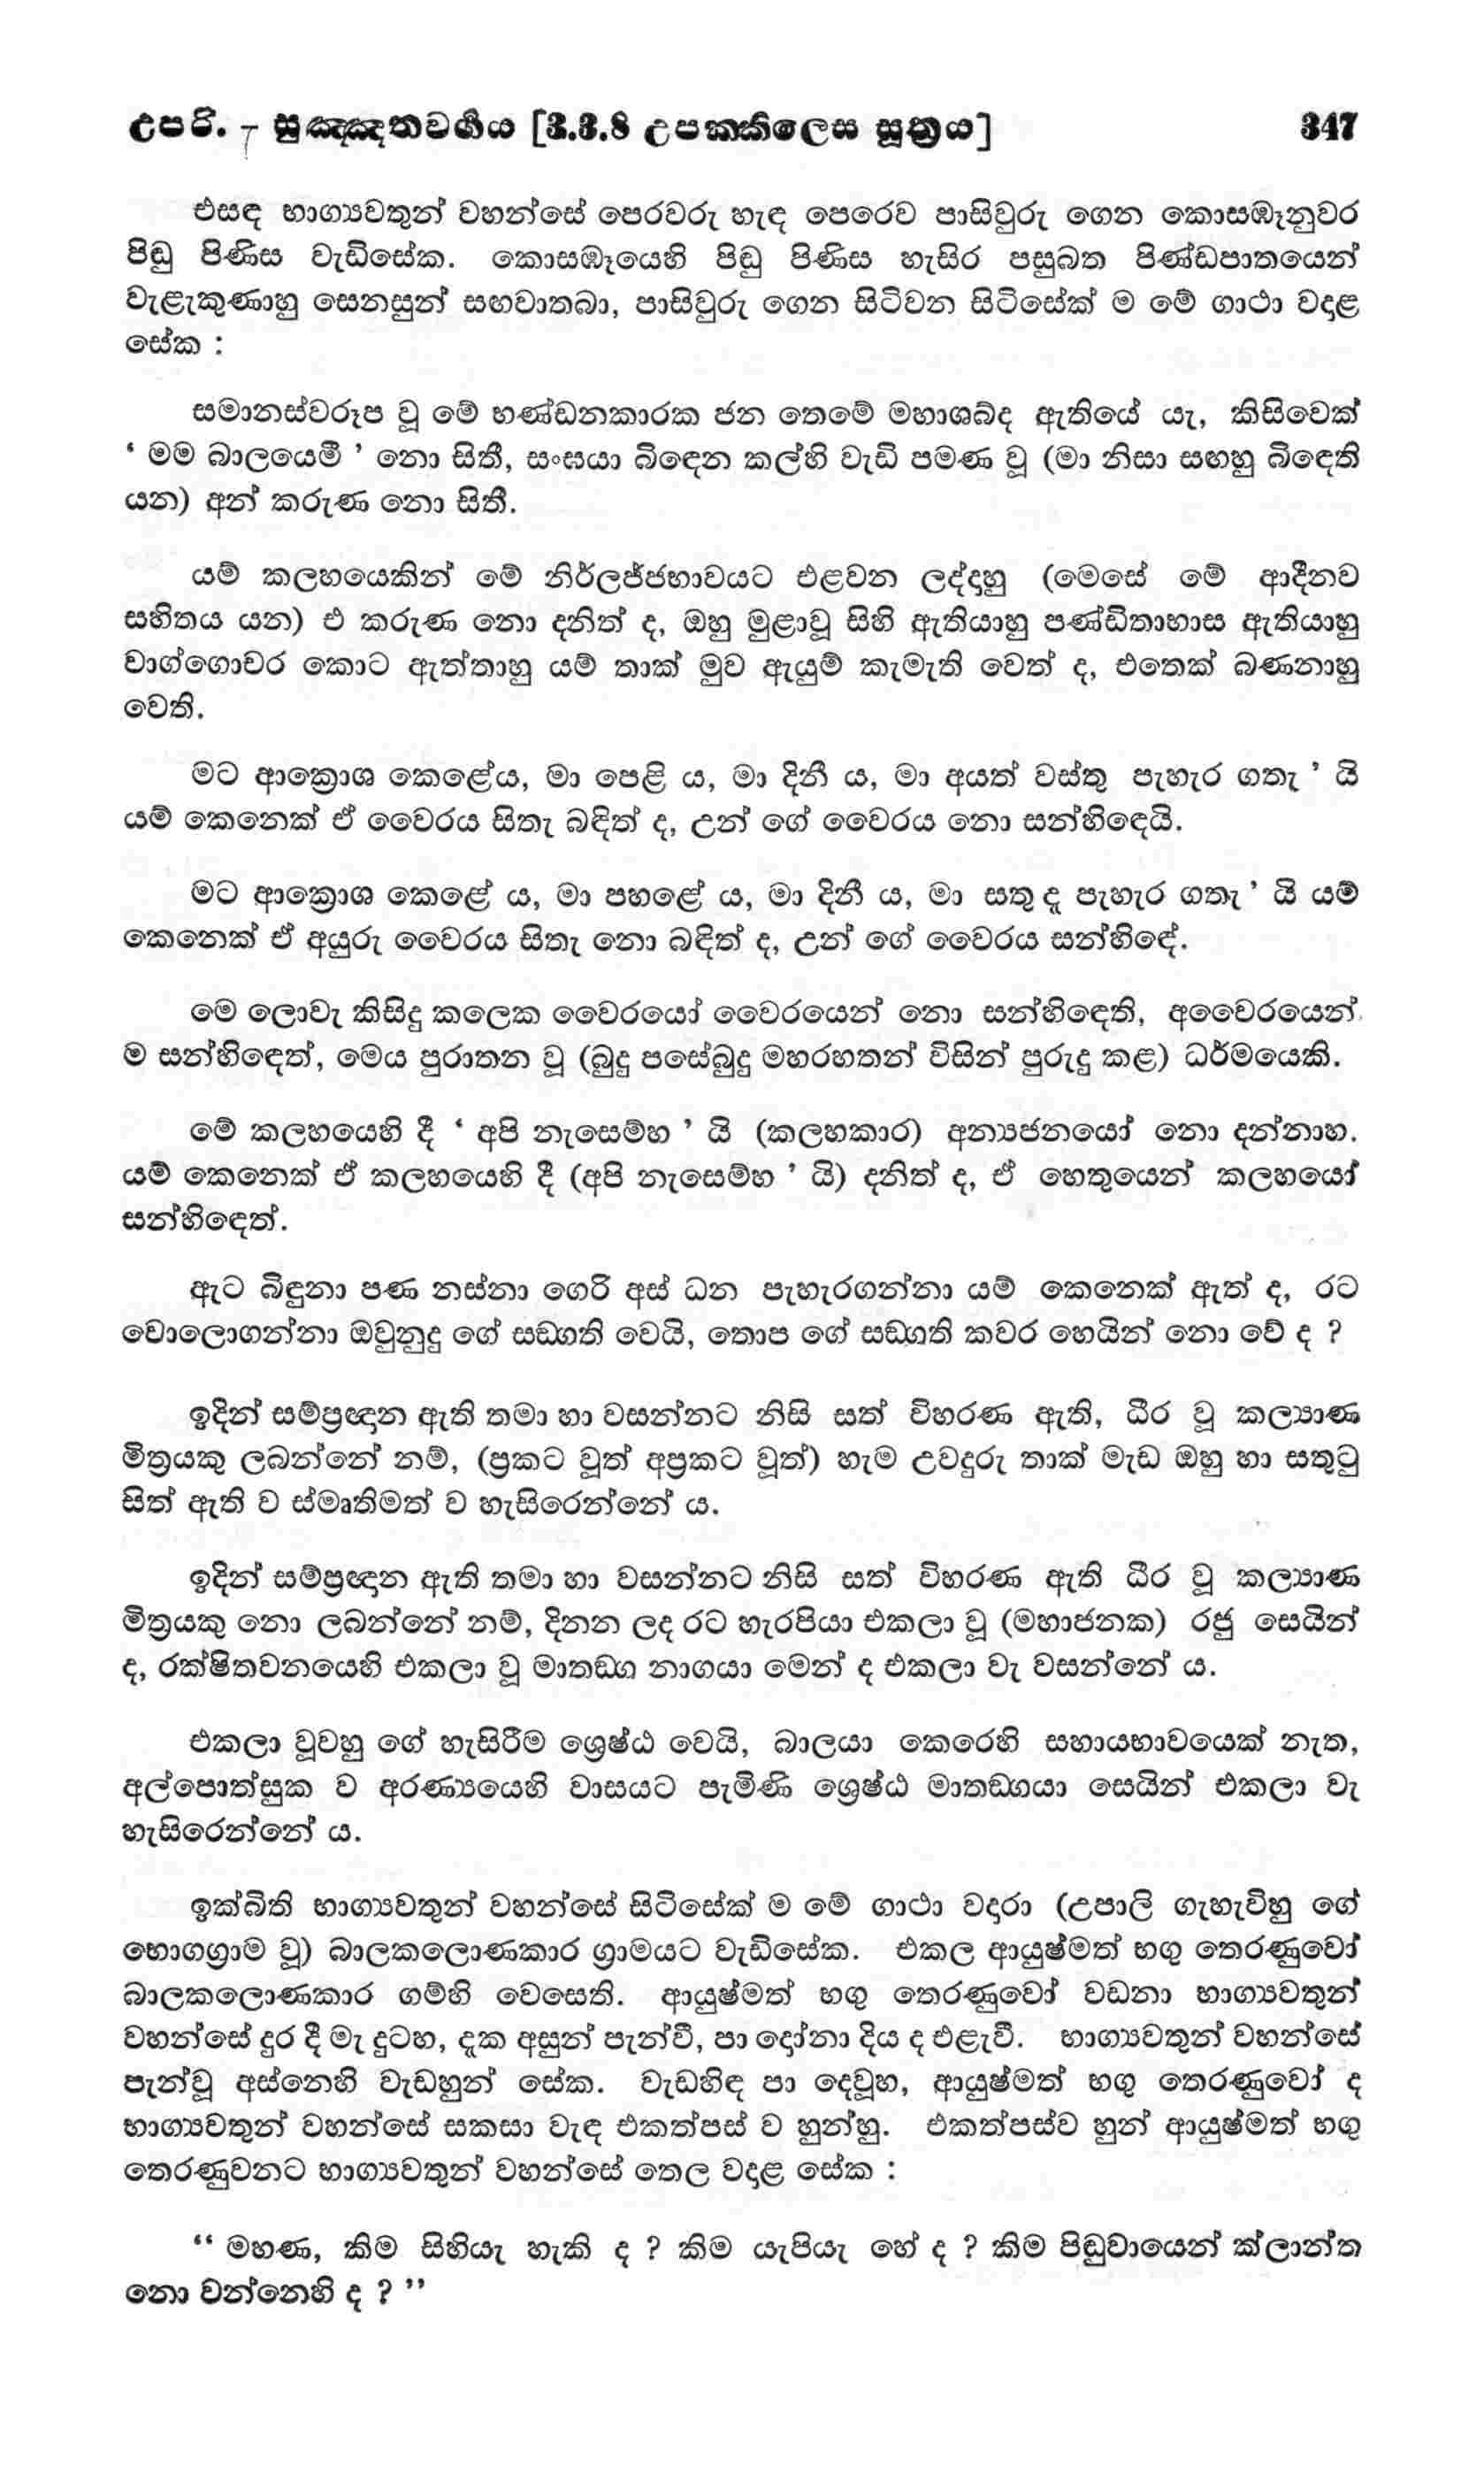 උපරි. - සුඤ්ඤතවර්‍ගය [3.3.8 උපක්කිලෙස සූත්‍රය] 347
එසඳ භාග්‍යවතුන් වහන්සේ පෙරවරු හැඳ පෙරෙව පාසිවුරු ගෙන කොසඹෑනුවර
පිඬු පිණිස වැඩිසේක. කොසඹෑයෙහි පිඬු පිණිස හැසිර පසුබත පිණ්ඩපාතයෙන්
වැළැකුණාහු සෙනසුන් සඟවාතබා, පාසිවුරු ගෙන සිටිවන සිටිසේක් ම මේ ගාථා වදාළ
සේක :
සමානස්වරූප වූ මේ භණ්ඩනකාරක ජන තෙමේ මහාශබ්ද ඇතියේ යැ, කිසිවෙක්
‘ මම බාලයෙමි ’ නො සිතී, සංඝයා බිඳෙන කල්හි වැඩි පමණ වූ (මා නිසා සඟහු බිඳෙති
යන) අන් කරුණ නො සිතී.
යම් කලහයෙකින් මේ නිර්ලජ්ජභාවයට එළවන ලද්දාහු (මෙසේ මේ ආදීනව
සහිතය යන) එ කරුණ නො දනිත් ද, ඔහු මුළාවූ සිහි ඇතියාහු පණ්ඩිතාභාස ඇතියාහු
වාග්ගොචර කොට ඇත්තාහු යම් තාක් මුව ඇයුම් කැමැති වෙත් ද, එතෙක් බණනාහු
වෙති.
මට ආක්‍රොශ කෙළේය, මා පෙළි ය, මා දිනී ය, මා අයත් වස්තු පැහැර ගතැ ’ යි
යම් කෙනෙක් ඒ වෛරය සිතැ බඳිත් ද, උන් ගේ වෛරය නො සන්හිඳෙයි.
මට ආක්‍රොශ කෙළේ ය, මා පහළේ ය, මා දිනී ය, මා සතු දෑ පැහැර ගතැ ’ යි යම්
කෙනෙක් ඒ අයුරු වෛරය සිතැ නො බඳිත් ද, උන් ගේ වෛරය සන්හිඳේ.
මෙ ලොවැ කිසිදු කලෙක වෛරයෝ වෛරයෙන් නො සන්හිඳෙති, අවෛරයෙන්
ම සන්හිඳෙත්, මෙය පුරාතන වූ (බුදු පසේබුදු මහරහතන් විසින් පුරුදු කළ) ධර්මයෙකි.
මේ කලහයෙහි දී ‘ අපි නැසෙම්හ ’ යි (කලහකාර) අන්‍යජනයෝ නො දන්නාහ.
යම් කෙනෙක් ඒ කලහයෙහි දී (අපි නැසෙම්හ ’ යි) දනිත් ද, ඒ හෙතුයෙන් කලහයෝ
සන්හිඳෙත්.
ඇට බිඳුනා පණ නස්නා ගෙරි අස් ධන පැහැරගන්නා යම් කෙනෙක් ඇත් ද, රට
වොලොගන්නා ඔවුනුදු ගේ සඞ්ගති වෙයි, තොප ගේ සඞ්ගති කවර හෙයින් නො වේ ද ?
ඉදින් සම්ප්‍රඥාන ඇති තමා හා වසන්නට නිසි සත් විහරණ ඇති, ධීර වූ කල්‍යාණ
මිත්‍රයකු ලබන්නේ නම්, (ප්‍රකට වූත් අප්‍රකට වූත්) හැම උවදුරු තාක් මැඩ ඔහු හා සතුටු
සිත් ඇති ව ස්මෘතිමත් ව හැසිරෙන්නේ ය.
ඉදින් සම්ප්‍රඥාන ඇති තමා හා වසන්නට නිසි සත් විහරණ ඇති ධීර වූ කල්‍යාණ
මිත්‍රයකු නො ලබන්නේ නම්, දිනන ලද රට හැරපියා එකලා වූ (මහාජනක) රජු සෙයින්
ද, රක්ෂිතවනයෙහි එකලා වූ මාතඞ්ග නාගයා මෙන් ද එකලා වැ වසන්නේ ය.
එකලා වූවහු ගේ හැසිරීම ශ්‍රෙෂ්ඨ වෙයි, බාලයා කෙරෙහි සහායභාවයෙක් නැත,
අල්පොත්සුක ව අරණ්‍යයෙහි වාසයට පැමිණි ශ්‍රෙෂ්ඨ මාතඞ්ගයා සෙයින් එකලා වැ
හැසිරෙන්නේ ය.
ඉක්බිති භාග්‍යවතුන් වහන්සේ සිටිසේක් ම මේ ගාථා වදාරා (උපාලි ගැහැවිහු ගේ
භොගග්‍රාම වූ) බාලකලොණකාර ග්‍රාමයට වැඩිසේක. එකල ආයුෂ්මත් භගු තෙරණුවෝ
බාලකලොණකාර ගම්හි වෙසෙති. ආයුෂ්මත් භගු තෙරණුවෝ වඩනා භාග්‍යවතුන්
වහන්සේ දුර දී මැ දුටහ, දැක අසුන් පැන්වී, පා දෝනා දිය ද එළැවී. භාග්‍යවතුන් වහන්සේ
පැන්වූ අස්නෙහි වැඩහුන් සේක. වැඩහිඳ පා දෙවූහ, ආයුෂ්මත් භගු තෙරණුවෝ ද
භාග්‍යවතුන් වහන්සේ සකසා වැඳ එකත්පස් ව හුන්හු. එකත්පස්ව හුන් ආයුෂ්මත් භගු
තෙරණුවනට භාග්‍යවතුන් වහන්සේ තෙල වදාළ සේක :
“ මහණ, කිම සිහියැ හැකි ද ? කිම යැපියැ හේ ද ? කිම පිඬුවායෙන් ක්ලාන්ත
නො වන්නෙහි ද ? ”